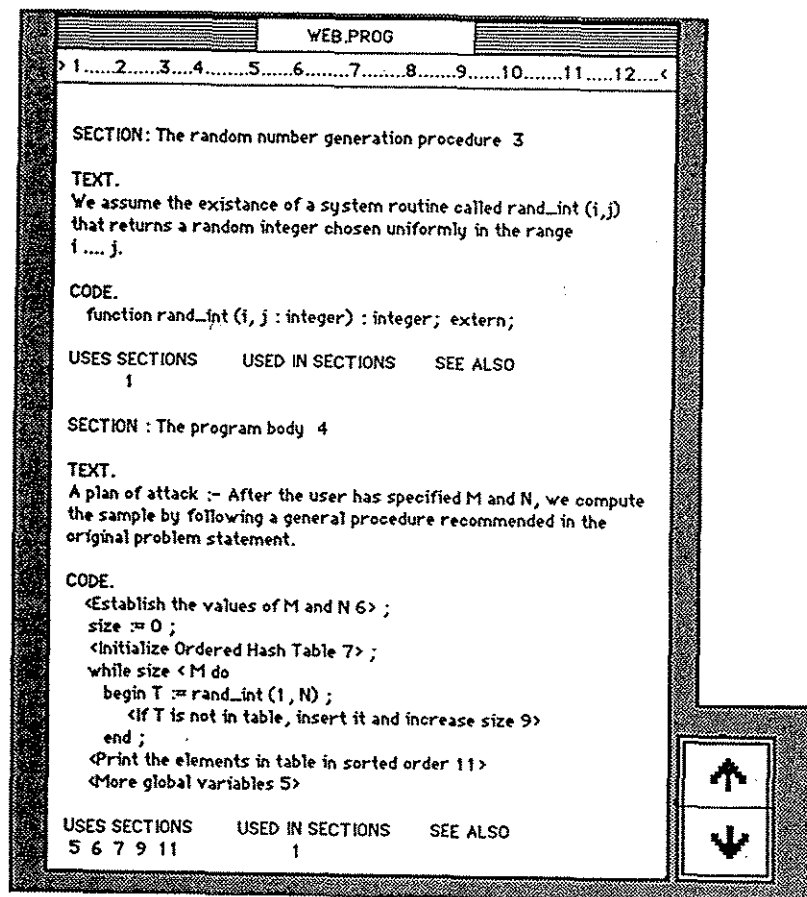 WEB.PROG
> 1......2......3....4........5......6........7.......8.......9......10.......11.....12....<
SECTION: The random number generation procedure 3
TEXT.
We assume the existance of a system routine called rand_int (i,j)
that returns a random integer chosen uniformly in the range
i .... j.
CODE.
function rand_int (i, j : integer) : integer; extern;
USES SECTIONS USED IN SECTIONS SEE ALSO
1
SECTION : The program body 4
TEXT.
A plan of attack :- After the user has specified M and N, we compute
the sample by following a general procedure recommended in the
original problem statement.
CODE.
<Establish the values of M and N 6> ;
size := 0 ;
<Initialize Ordered Hash Table 7> ;
while size < M do
begin T := rand_int (1, N) ;
<If T is not in table, insert it and increase size 9>
end ;
<Print the elements in table in sorted order 11>
<More global variables 5>
USES SECTIONS USED IN SECTIONS SEE ALSO
5 6 7 9 11 1